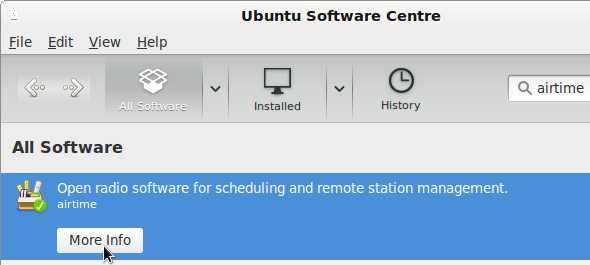 Ubuntu Software Centre
File Edit View Help
All Software Installed History airtime
All Software
Open radio software for scheduling and remote station management.
airtime
More Info